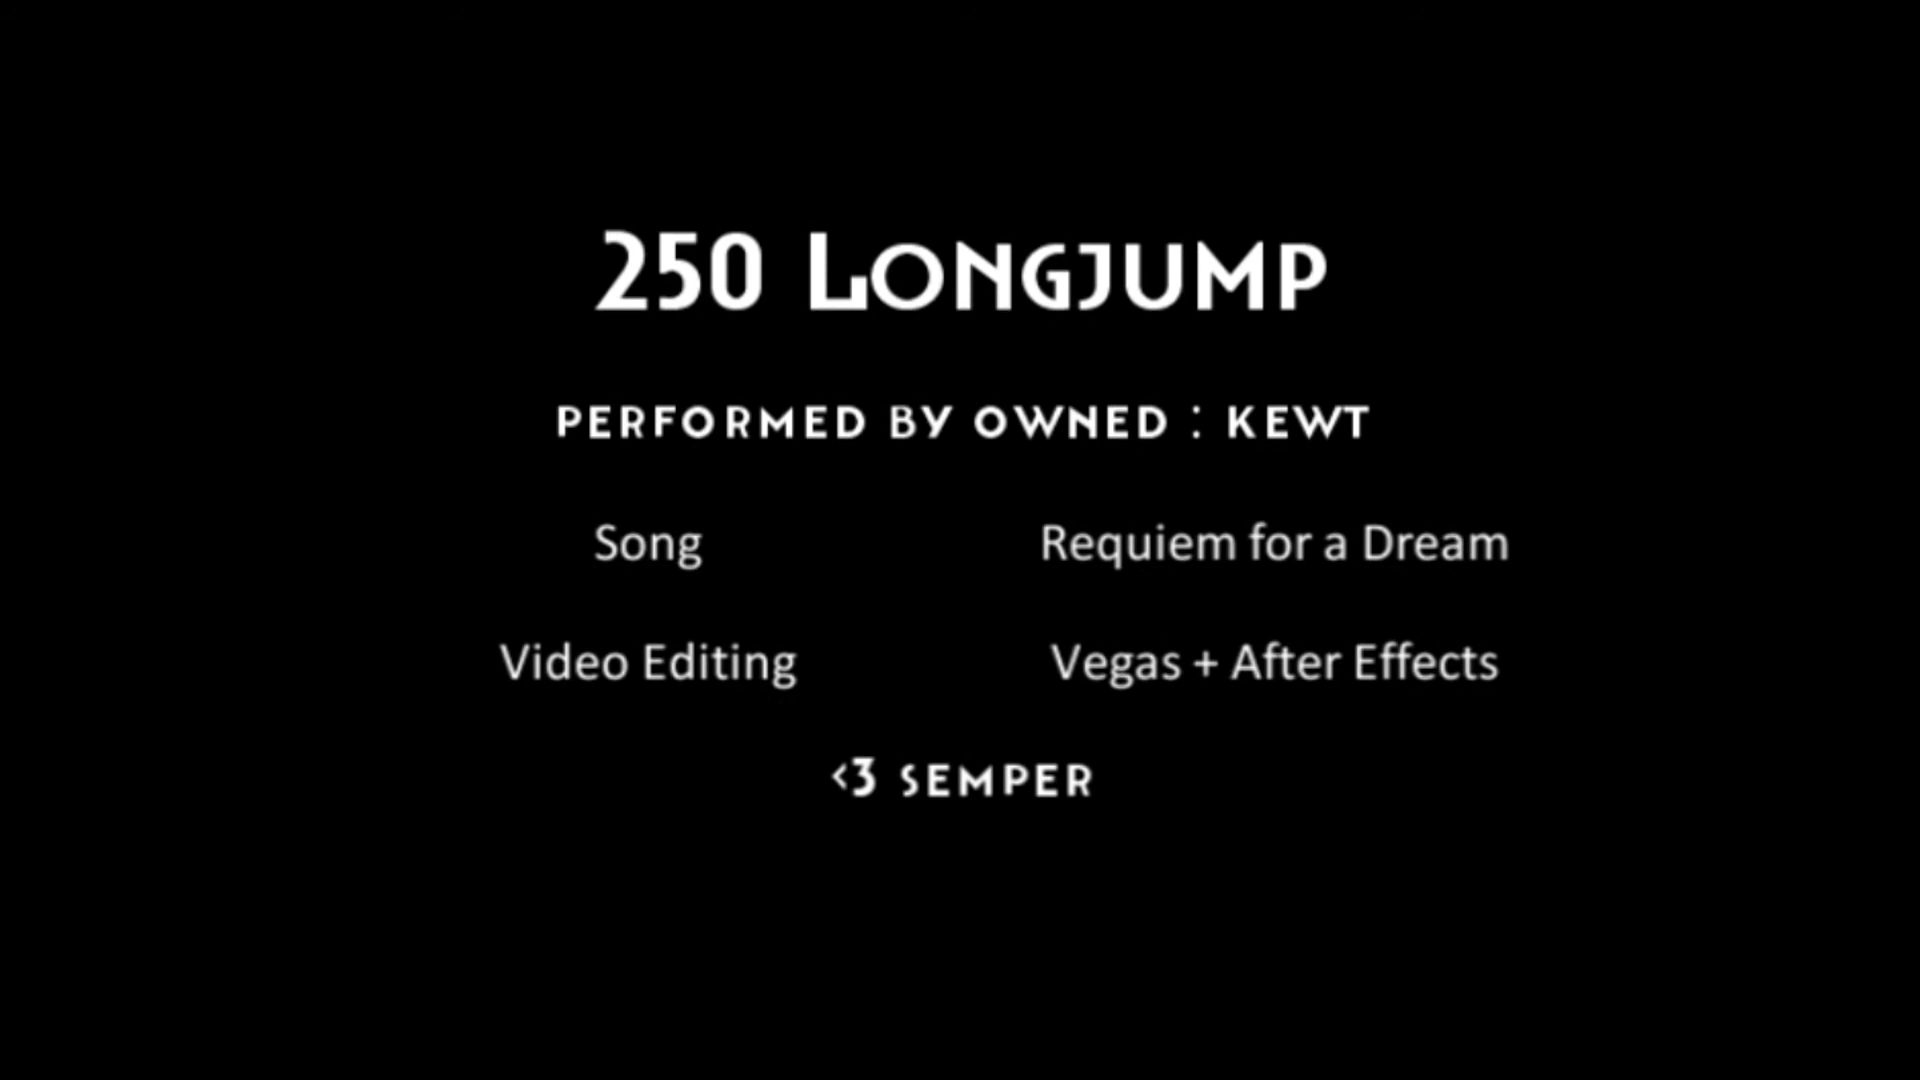 250 Longjump
PERFORMED BY OWNED : KEWT
Song Requiem for a Dream
Video Editing Vegas + After Effects
<3 SEMPER